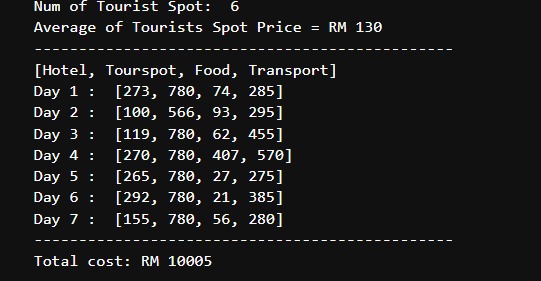 Num of Tourist Spot:  6
Average of Tourists Spot Price = RM 130
--------------------------------------------------
[Hotel, Tourspot, Food, Transport]
Day 1 :  [273, 780, 74, 285]
Day 2 :  [100, 566, 93, 295]
Day 3 :  [119, 780, 62, 455]
Day 4 :  [270, 780, 407, 570]
Day 5 :  [265, 780, 27, 275]
Day 6 :  [292, 780, 21, 385]
Day 7 :  [155, 780, 56, 280]
--------------------------------------------------
Total cost: RM 10005